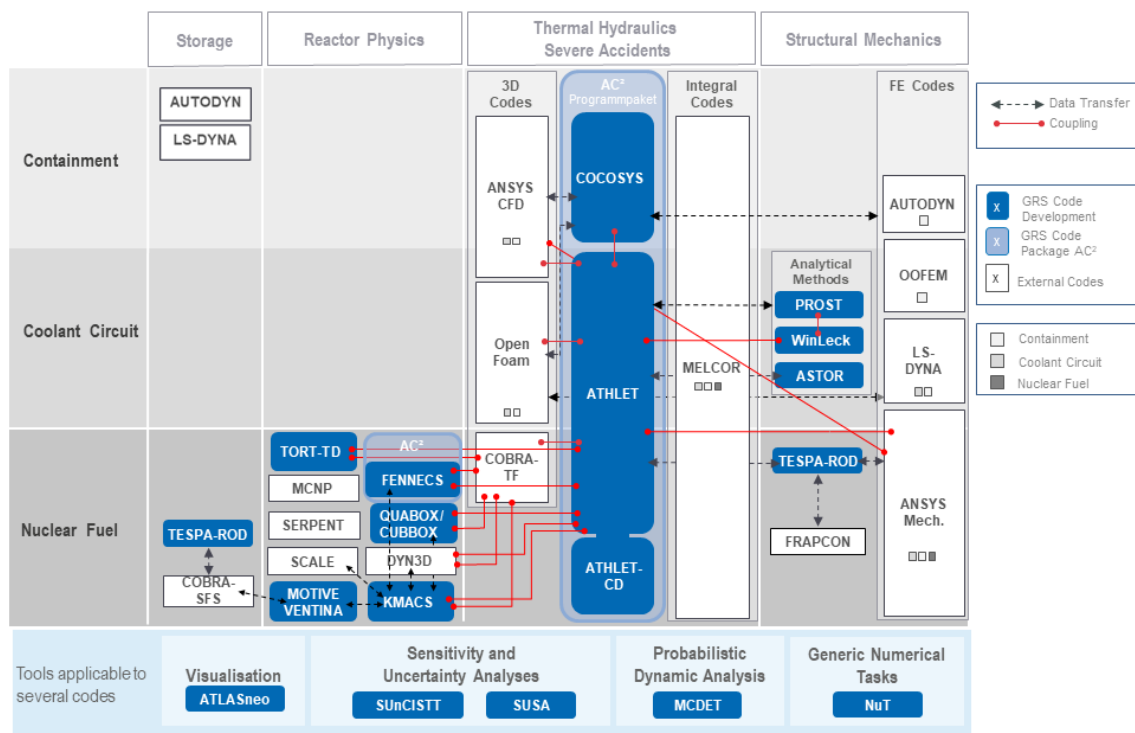 Storage
Reactor Physics
Thermal Hydraulics
Severe Accidents
Structural Mechanics
Containment
Coolant Circuit
Nuclear Fuel
AUTODYN
LS-DYNA
TESPA-ROD
COBRA-
SFS
TORT-TD
MCNP
SERPENT
SCALE
MOTIVE
VENTINA
AC²
FENNECS
QUABOX/
CUBBOX
DYN3D
KMACS
3D
Codes
ANSYS
CFD
Open
Foam
COBRA-
TF
AC²
Programmpaket
COCOSYS
ATHLET
ATHLET-
CD
Integral
Codes
MELCOR
Analytical
Methods
PROST
WinLeck
ASTOR
TESPA-ROD
FRAPCON
FE Codes
AUTODYN
OOFEM
LS-
DYNA
ANSYS
Mech.
Data Transfer
Coupling
X
GRS Code
Development
X
GRS Code
Package AC²
X
External Codes
Containment
Coolant Circuit
Nuclear Fuel
Tools applicable to
several codes
Visualisation
ATLASneo
Sensitivity and
Uncertainty Analyses
SUnCISTT
SUSA
Probabilistic
Dynamic Analysis
MCDET
Generic Numerical
Tasks
NuT